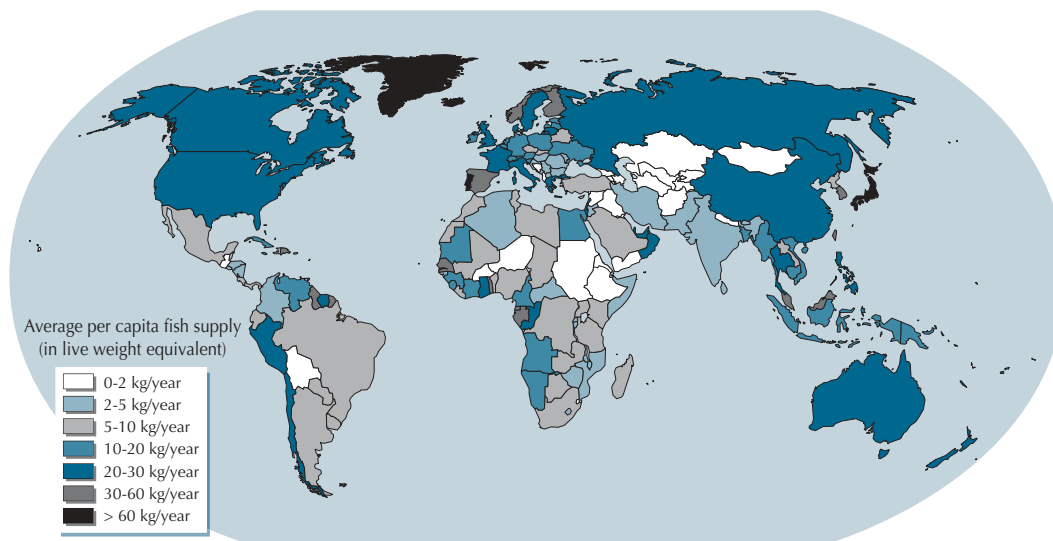 Average per capita fish supply
(in live weight equivalent)
0-2 kg/year
2-5 kg/year
5-10 kg/year
10-20 kg/year
20-30 kg/year
30-60 kg/year
> 60 kg/year